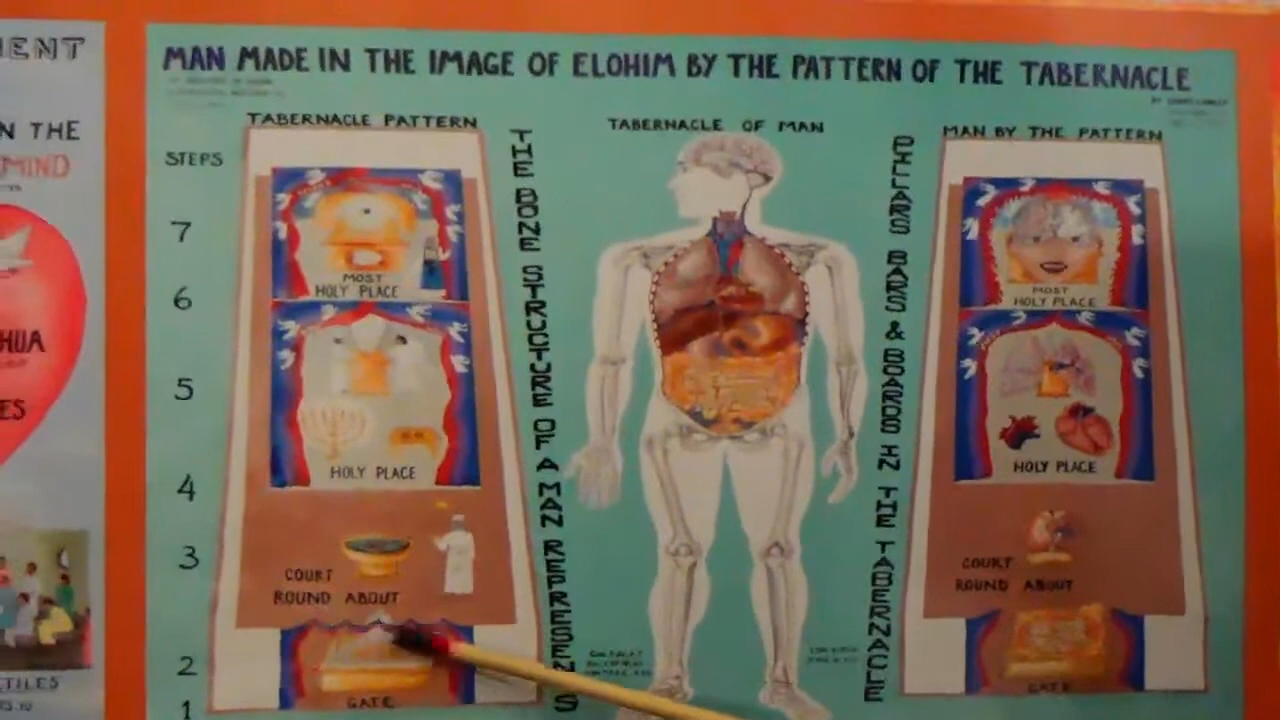 ENT
N THE
MIND
HUA
ES
TILES
MAN MADE IN THE IMAGE OF ELOHIM BY THE PATTERN OF THE TABERNACLE
TABERNACLE PATTERN
STEPS
7
6
5
4
3
2
1
MOST
HOLY PLACE
HOLY PLACE
COURT
ROUND ABOUT
GATE
THE BONE STRUCTURE OF A MAN REPRESENTS
TABERNACLE OF MAN
PILLARS BARS & BOARDS IN THE TABERNACLE
MAN BY THE PATTERN
MOST
HOLY PLACE
HOLY PLACE
COURT
ROUND ABOUT
GATE